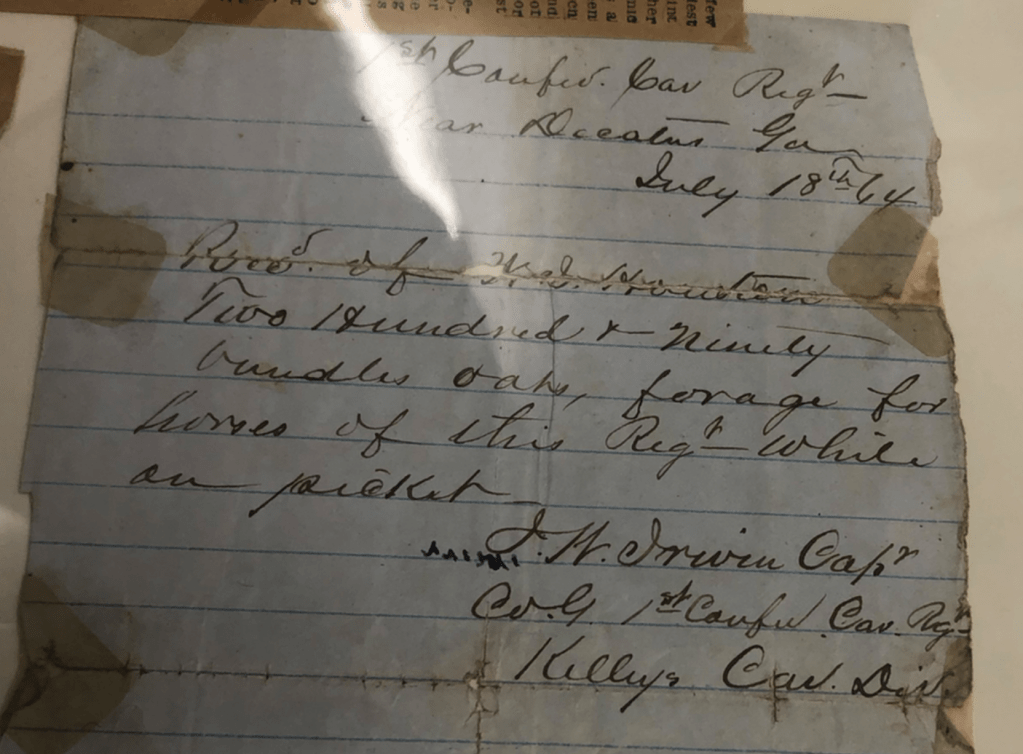 1st Confed. Cav Regt
Near Decatur Ga
July 18th 64
Recd. of Houston
Two Hundred & Ninety
bundles oats, forage for
horses of this Regt while
on picket
J. W. Irwin Capt
Co. G. 1st Confed. Cav. Regt
Kellys Cav. Div.